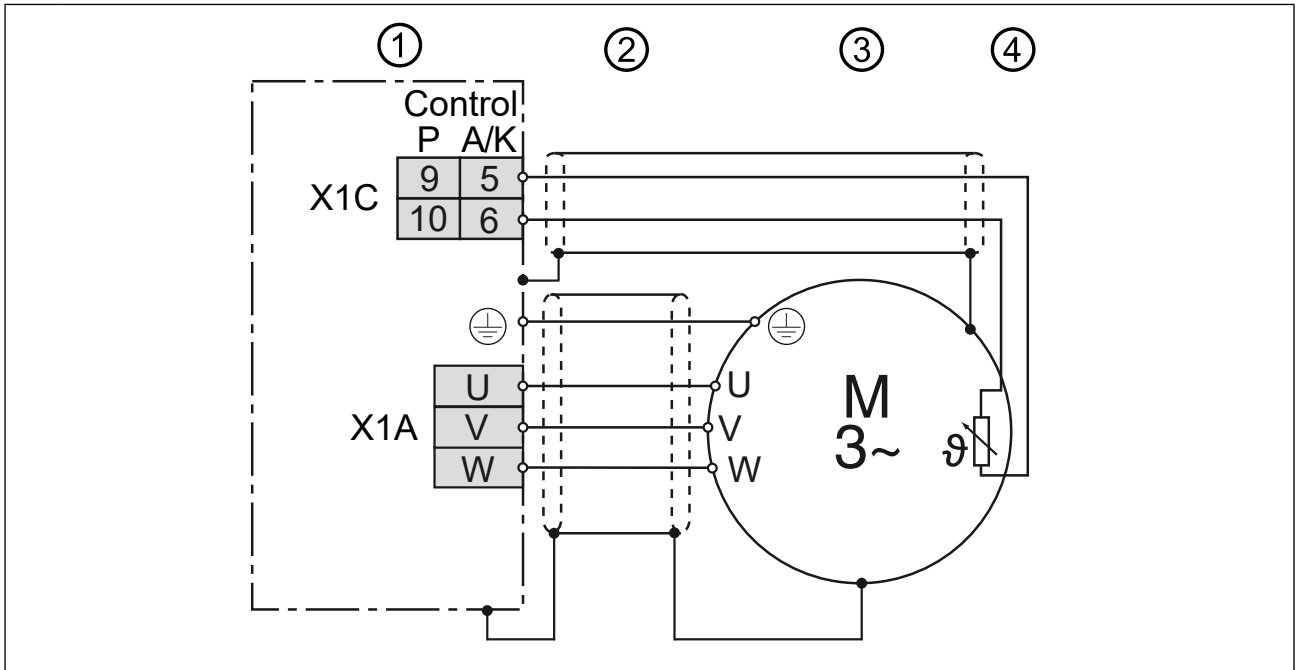 ① ② ③ ④
Control
P A/K
X1C
9 5
10 6
U
V
W
X1A
U
V
W
M
3~
ϑ